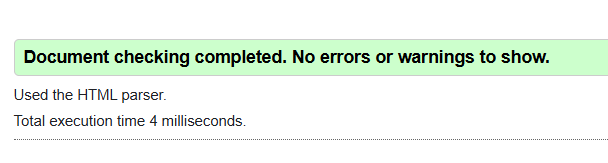 Document checking completed. No errors or warnings to show.
Used the HTML parser.
Total execution time 4 milliseconds.